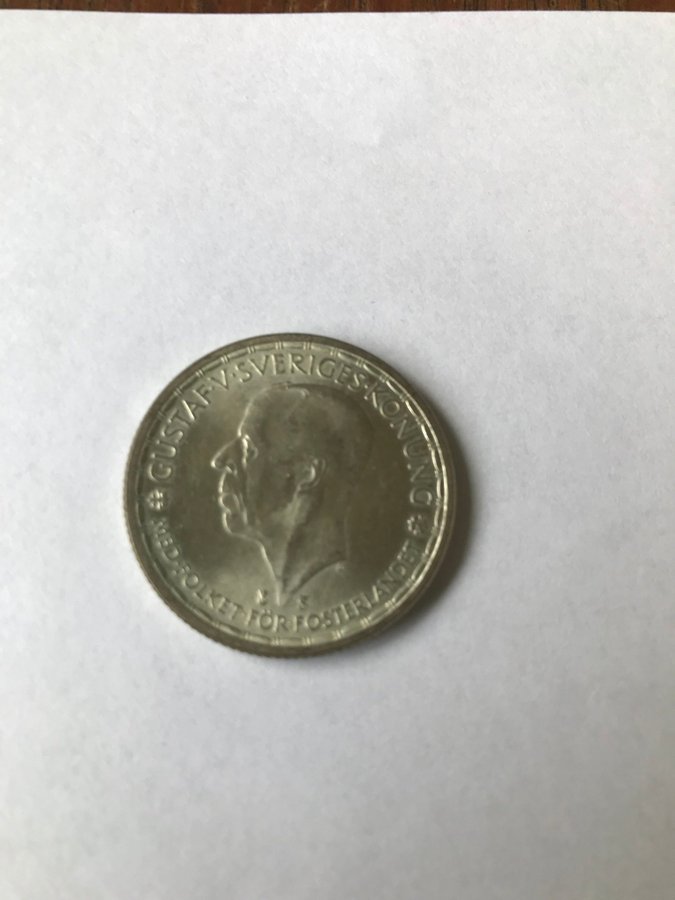 GUSTAF·V·SVERIGES·KONUNG
MED·FOLKET·FÖR·FOSTERLANDET